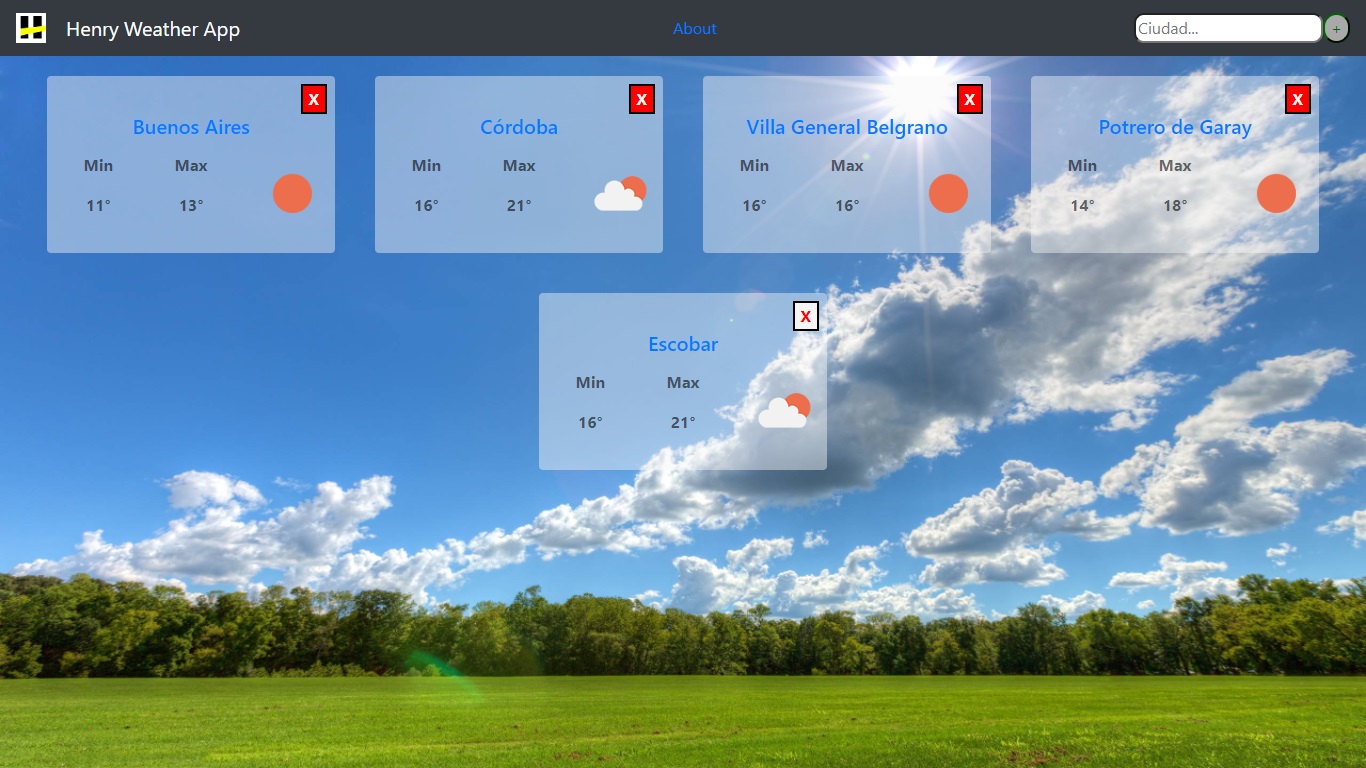 Henry Weather App
About
Ciudad...
+
X
Buenos Aires
Min Max
11° 13°
X
Córdoba
Min Max
16° 21°
X
Villa General Belgrano
Min Max
16° 16°
X
Potrero de Garay
Min Max
14° 18°
X
Escobar
Min Max
16° 21°